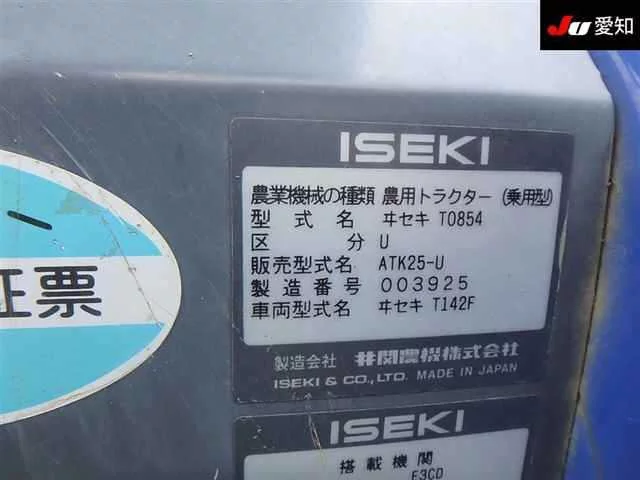 JU 愛知
ISEKI
農業機械の種類 農用トラクター (乗用型)
型式名 ヰセキ T0854
区分 U
販売型式名 ATK25-U
製造番号 003925
車両型式名 ヰセキ T142F
製造会社 井関農機株式会社
ISEKI & CO., LTD. MADE IN JAPAN
ISEKI
搭載機関
E3CD
証票